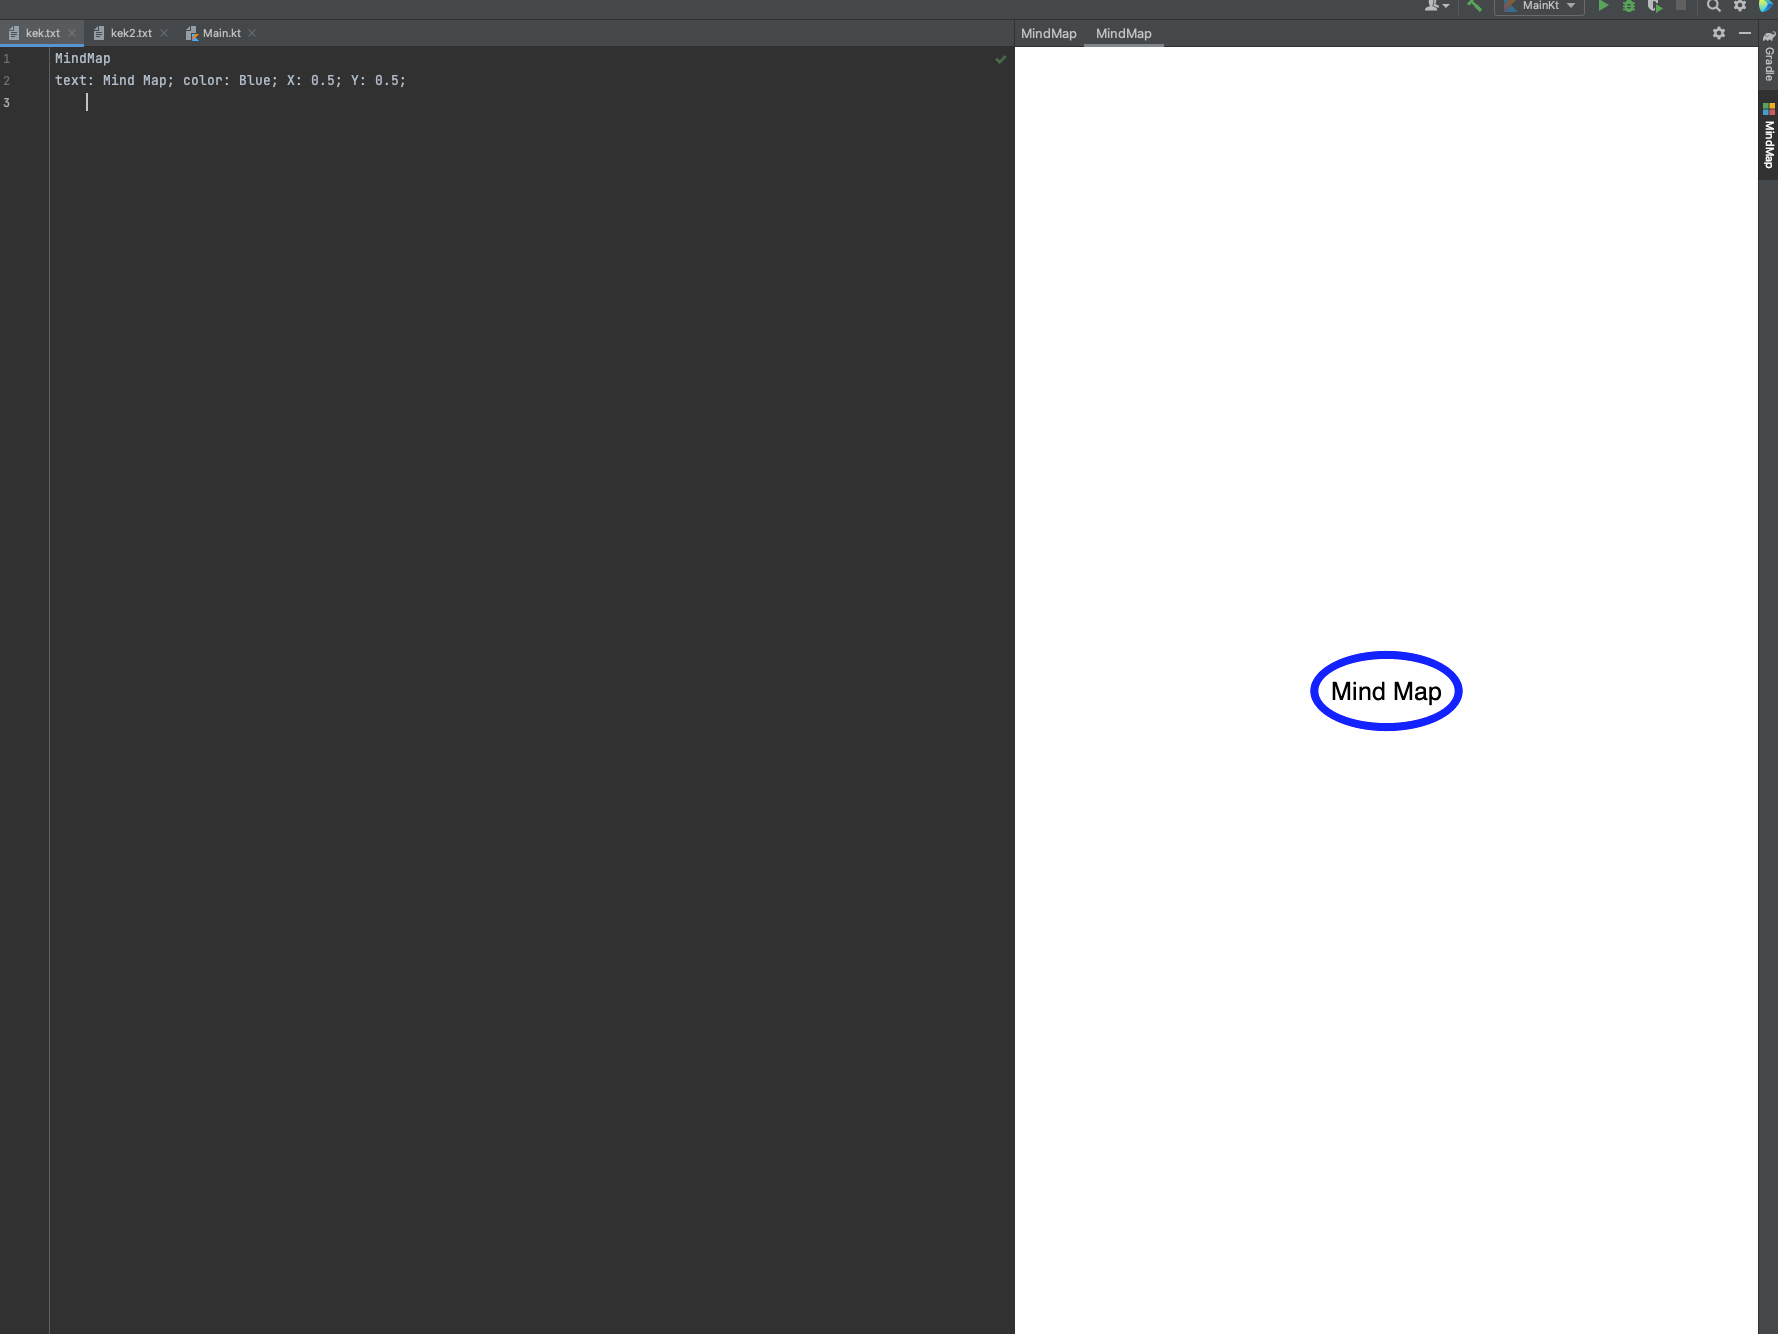 MainKt
kek.txt kek2.txt Main.kt
MindMap MindMap
1 MindMap
2 text: Mind Map; color: Blue; X: 0.5; Y: 0.5;
3
Mind Map
Gradle
MindMap